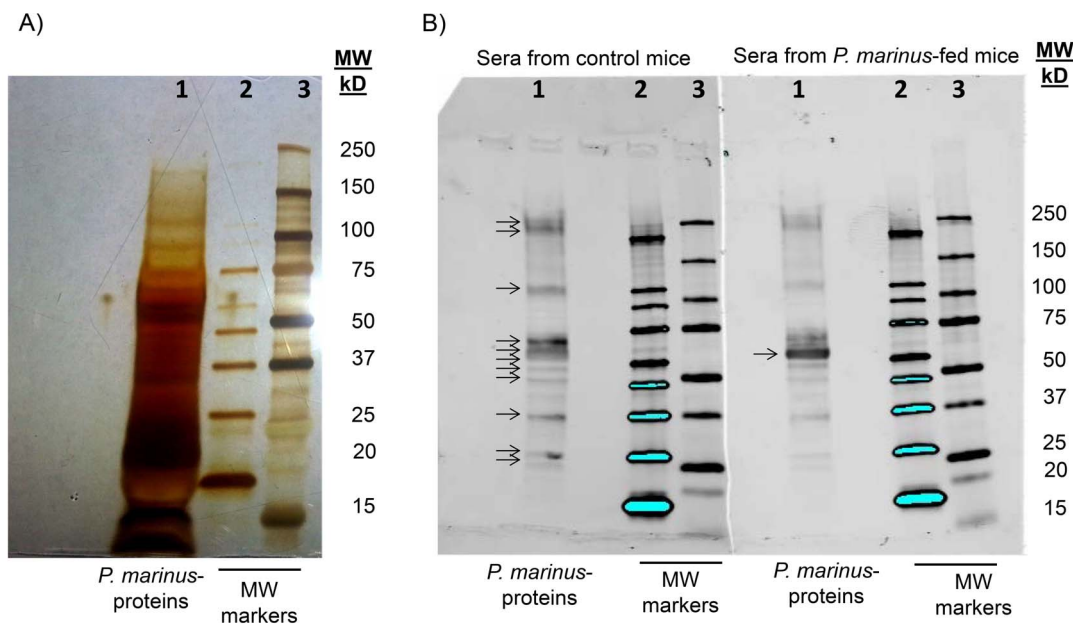 A)
MW
kD
1 2 3
250
150
100
75
50
37
25
20
15
P. marinus-
proteins
MW
markers
B)
Sera from control mice
Sera from P. marinus-fed mice
MW
kD
1 2 3
1 2 3
250
150
100
75
50
37
25
20
15
P. marinus-
proteins
MW
markers
P. marinus-
proteins
MW
markers